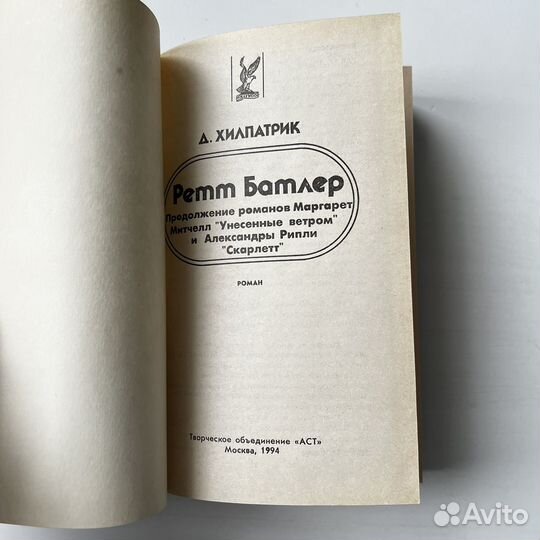 Д. ХИЛПАТРИК
Ретт Батлер
Продолжение романов Маргарет
Митчелл "Унесенные ветром"
и Александры Рипли
"Скарлетт"
РОМАН
Творческое объединение «АСТ»
Москва, 1994
Avito